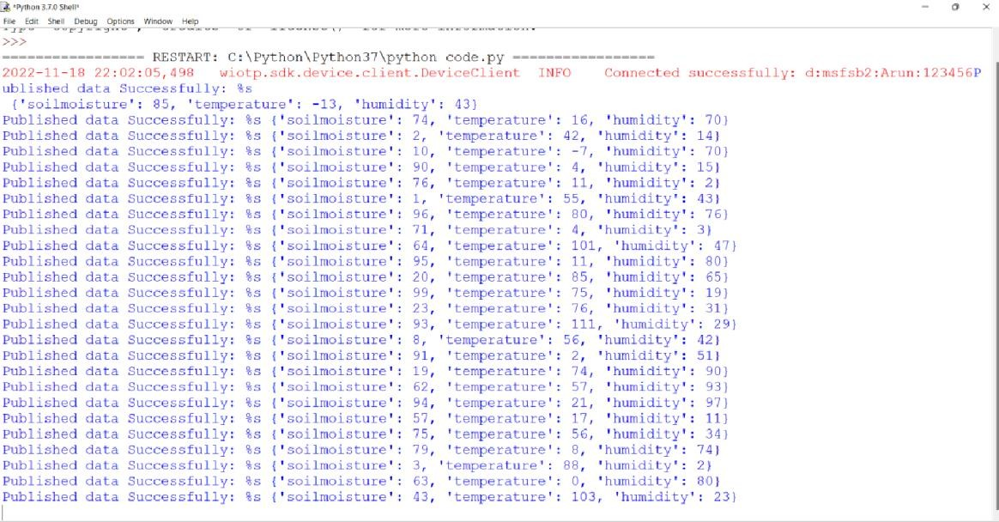 *Python 3.7.0 Shell*
File Edit Shell Debug Options Window Help
>>>
================= RESTART: C:\Python\Python37\python code.py =================
2022-11-18 22:02:05,498   wiotp.sdk.device.client.DeviceClient  INFO    Connected successfully: d:msfsb2:Arun:123456P
ublished data Successfully: %s
 {'soilmoisture': 85, 'temperature': -13, 'humidity': 43}
Published data Successfully: %s {'soilmoisture': 74, 'temperature': 16, 'humidity': 70}
Published data Successfully: %s {'soilmoisture': 2, 'temperature': 42, 'humidity': 14}
Published data Successfully: %s {'soilmoisture': 10, 'temperature': -7, 'humidity': 70}
Published data Successfully: %s {'soilmoisture': 90, 'temperature': 4, 'humidity': 15}
Published data Successfully: %s {'soilmoisture': 76, 'temperature': 11, 'humidity': 2}
Published data Successfully: %s {'soilmoisture': 1, 'temperature': 55, 'humidity': 43}
Published data Successfully: %s {'soilmoisture': 96, 'temperature': 80, 'humidity': 76}
Published data Successfully: %s {'soilmoisture': 71, 'temperature': 4, 'humidity': 3}
Published data Successfully: %s {'soilmoisture': 64, 'temperature': 101, 'humidity': 47}
Published data Successfully: %s {'soilmoisture': 95, 'temperature': 11, 'humidity': 80}
Published data Successfully: %s {'soilmoisture': 20, 'temperature': 85, 'humidity': 65}
Published data Successfully: %s {'soilmoisture': 99, 'temperature': 75, 'humidity': 19}
Published data Successfully: %s {'soilmoisture': 23, 'temperature': 76, 'humidity': 31}
Published data Successfully: %s {'soilmoisture': 93, 'temperature': 111, 'humidity': 29}
Published data Successfully: %s {'soilmoisture': 8, 'temperature': 56, 'humidity': 42}
Published data Successfully: %s {'soilmoisture': 91, 'temperature': 2, 'humidity': 51}
Published data Successfully: %s {'soilmoisture': 19, 'temperature': 74, 'humidity': 90}
Published data Successfully: %s {'soilmoisture': 62, 'temperature': 57, 'humidity': 93}
Published data Successfully: %s {'soilmoisture': 94, 'temperature': 21, 'humidity': 97}
Published data Successfully: %s {'soilmoisture': 57, 'temperature': 17, 'humidity': 11}
Published data Successfully: %s {'soilmoisture': 75, 'temperature': 56, 'humidity': 34}
Published data Successfully: %s {'soilmoisture': 79, 'temperature': 8, 'humidity': 74}
Published data Successfully: %s {'soilmoisture': 3, 'temperature': 88, 'humidity': 2}
Published data Successfully: %s {'soilmoisture': 63, 'temperature': 0, 'humidity': 80}
Published data Successfully: %s {'soilmoisture': 43, 'temperature': 103, 'humidity': 23}